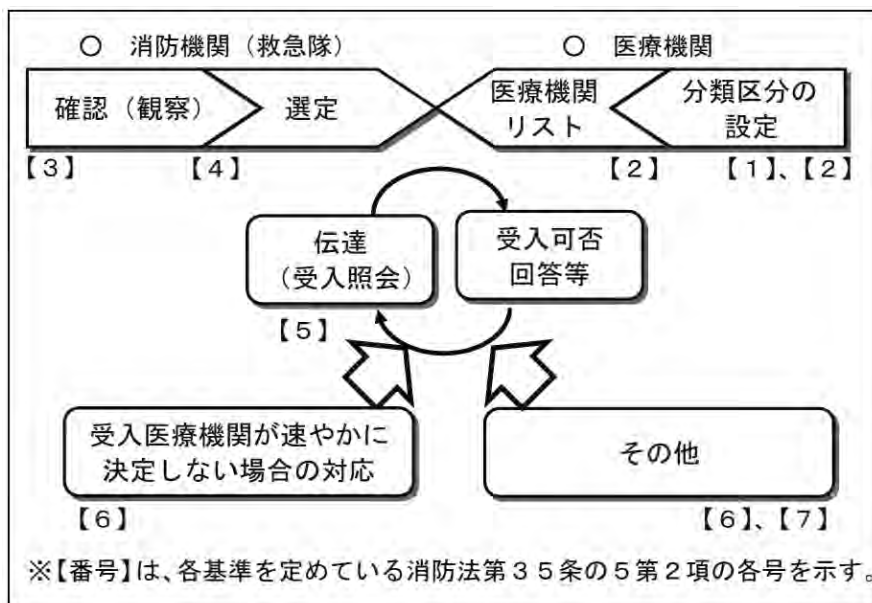 ○ 消防機関（救急隊）
○ 医療機関
確認（観察）
選定
医療機関
リスト
分類区分の
設定
【３】
【４】
【２】
【１】、【２】
伝達
（受入照会）
受入可否
回答等
【５】
受入医療機関が速やかに
決定しない場合の対応
その他
【６】
【６】、【７】
※【番号】は、各基準を定めている消防法第３５条の５第２項の各号を示す。